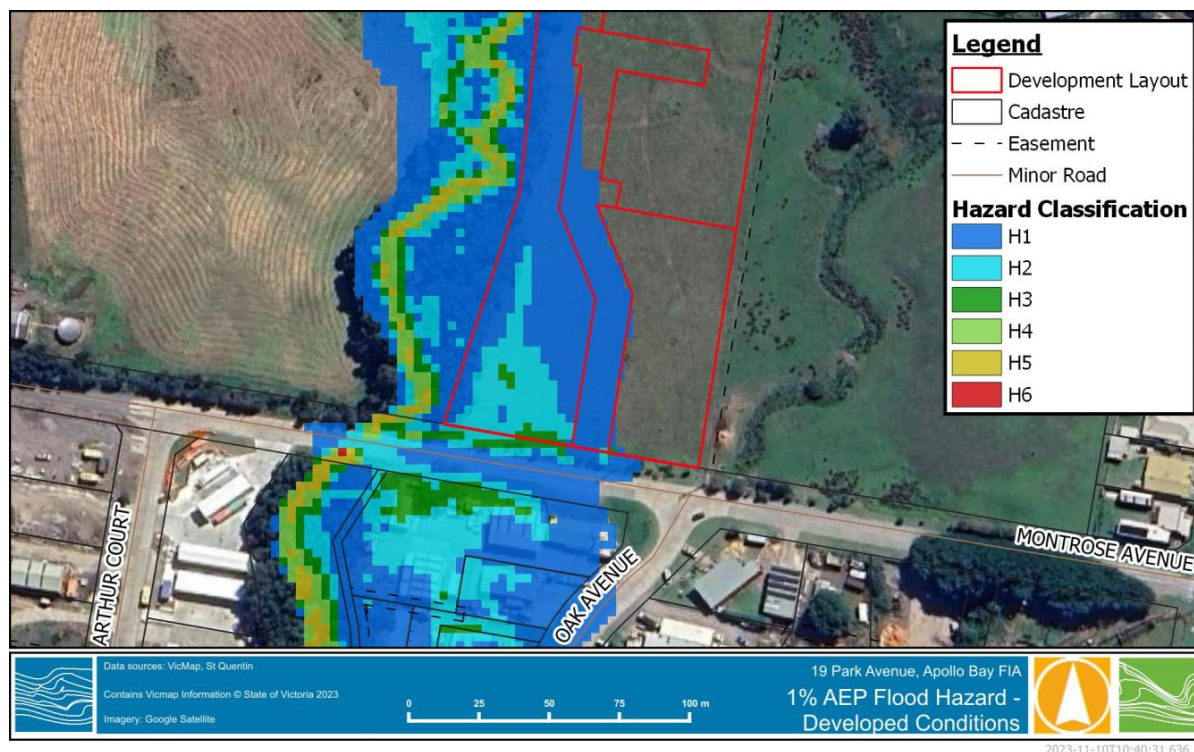 Legend
Development Layout
Cadastre
Easement
Minor Road
Hazard Classification
H1
H2
H3
H4
H5
H6
ARTHUR COURT
OAK AVENUE
MONTROSE AVENUE
Data sources: VicMap, St Quentin
Contains Vicmap Information © State of Victoria 2023
Imagery: Google Satellite
0 25 50 75 100 m
19 Park Avenue, Apollo Bay FIA
1% AEP Flood Hazard -
Developed Conditions
2023-11-10T10:40:31.636